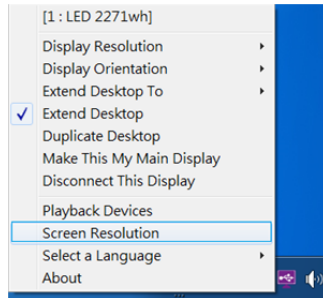 [1 : LED 2271wh]
Display Resolution
Display Orientation
Extend Desktop To
Extend Desktop
Duplicate Desktop
Make This My Main Display
Disconnect This Display
Playback Devices
Screen Resolution
Select a Language
About